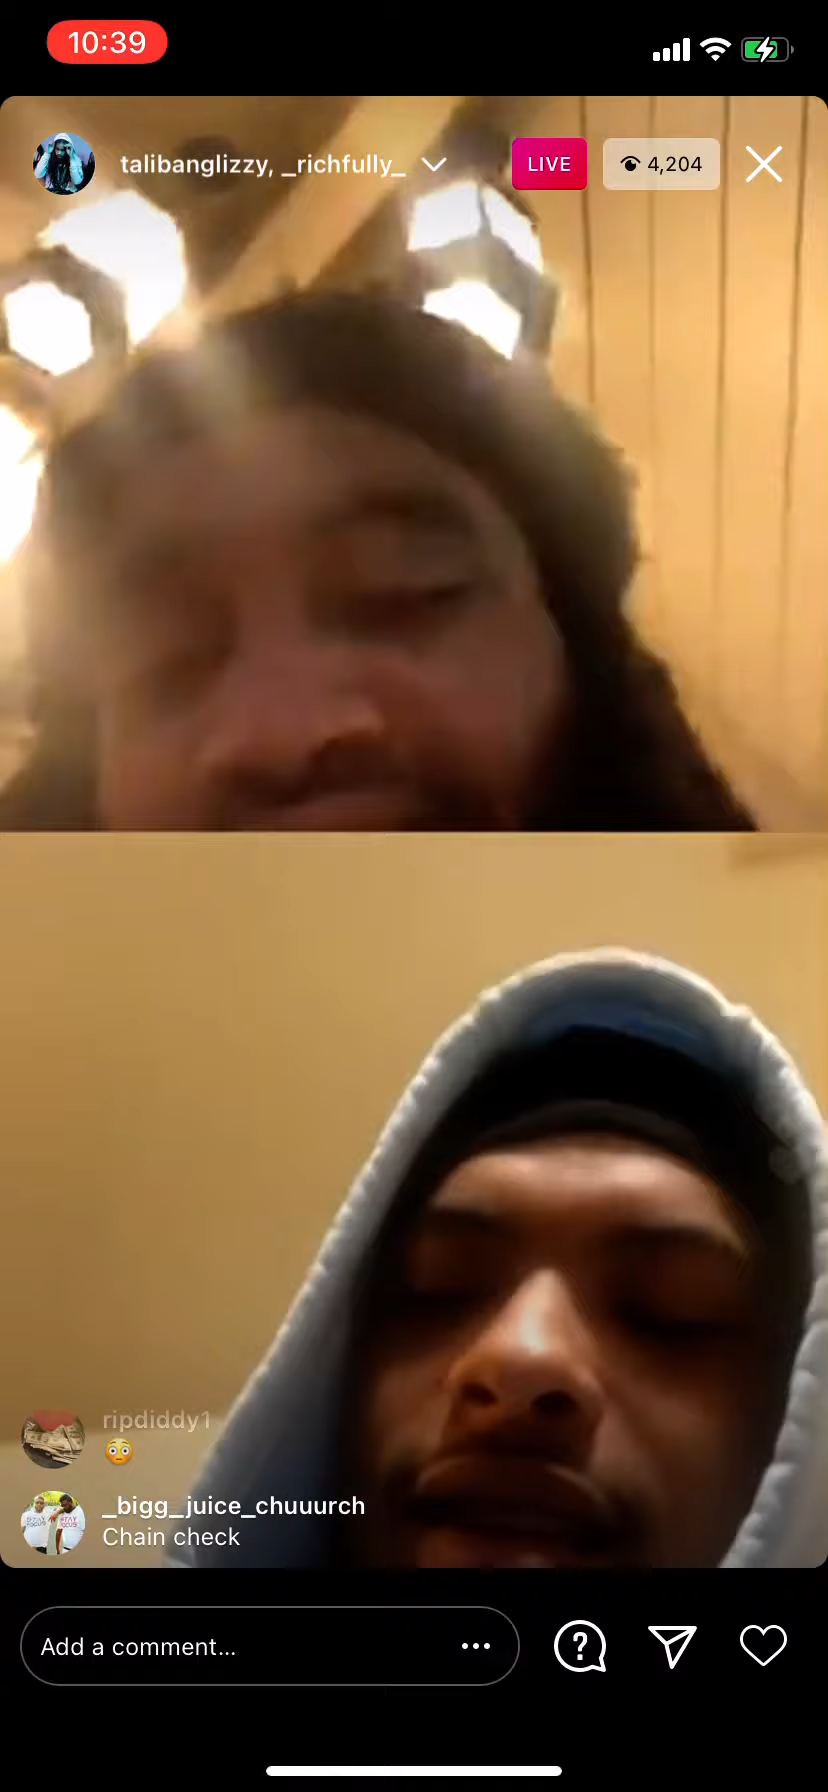 10:39
talibanglizzy, _richfully_
LIVE
4,204
ripdiddy1
😳
_bigg_juice_chuuurch
Chain check
Add a comment...